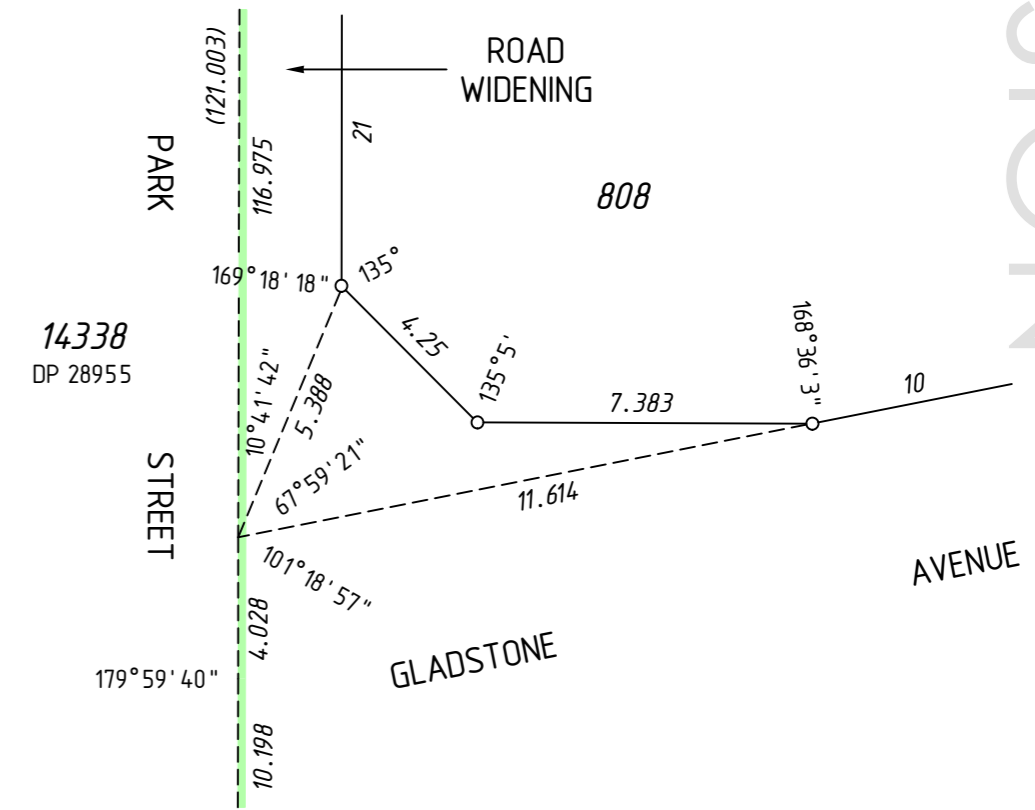 ROAD
WIDENING
(121.003)
116.975
21
PARK
808
169°18'18"
135°
14338
DP 28955
4.25
135°5'
168°36'3"
7.383
10
10°41'42"
5.388
67°59'21"
STREET
11.614
101°18'57"
AVENUE
4.028
GLADSTONE
179°59'40"
10.198